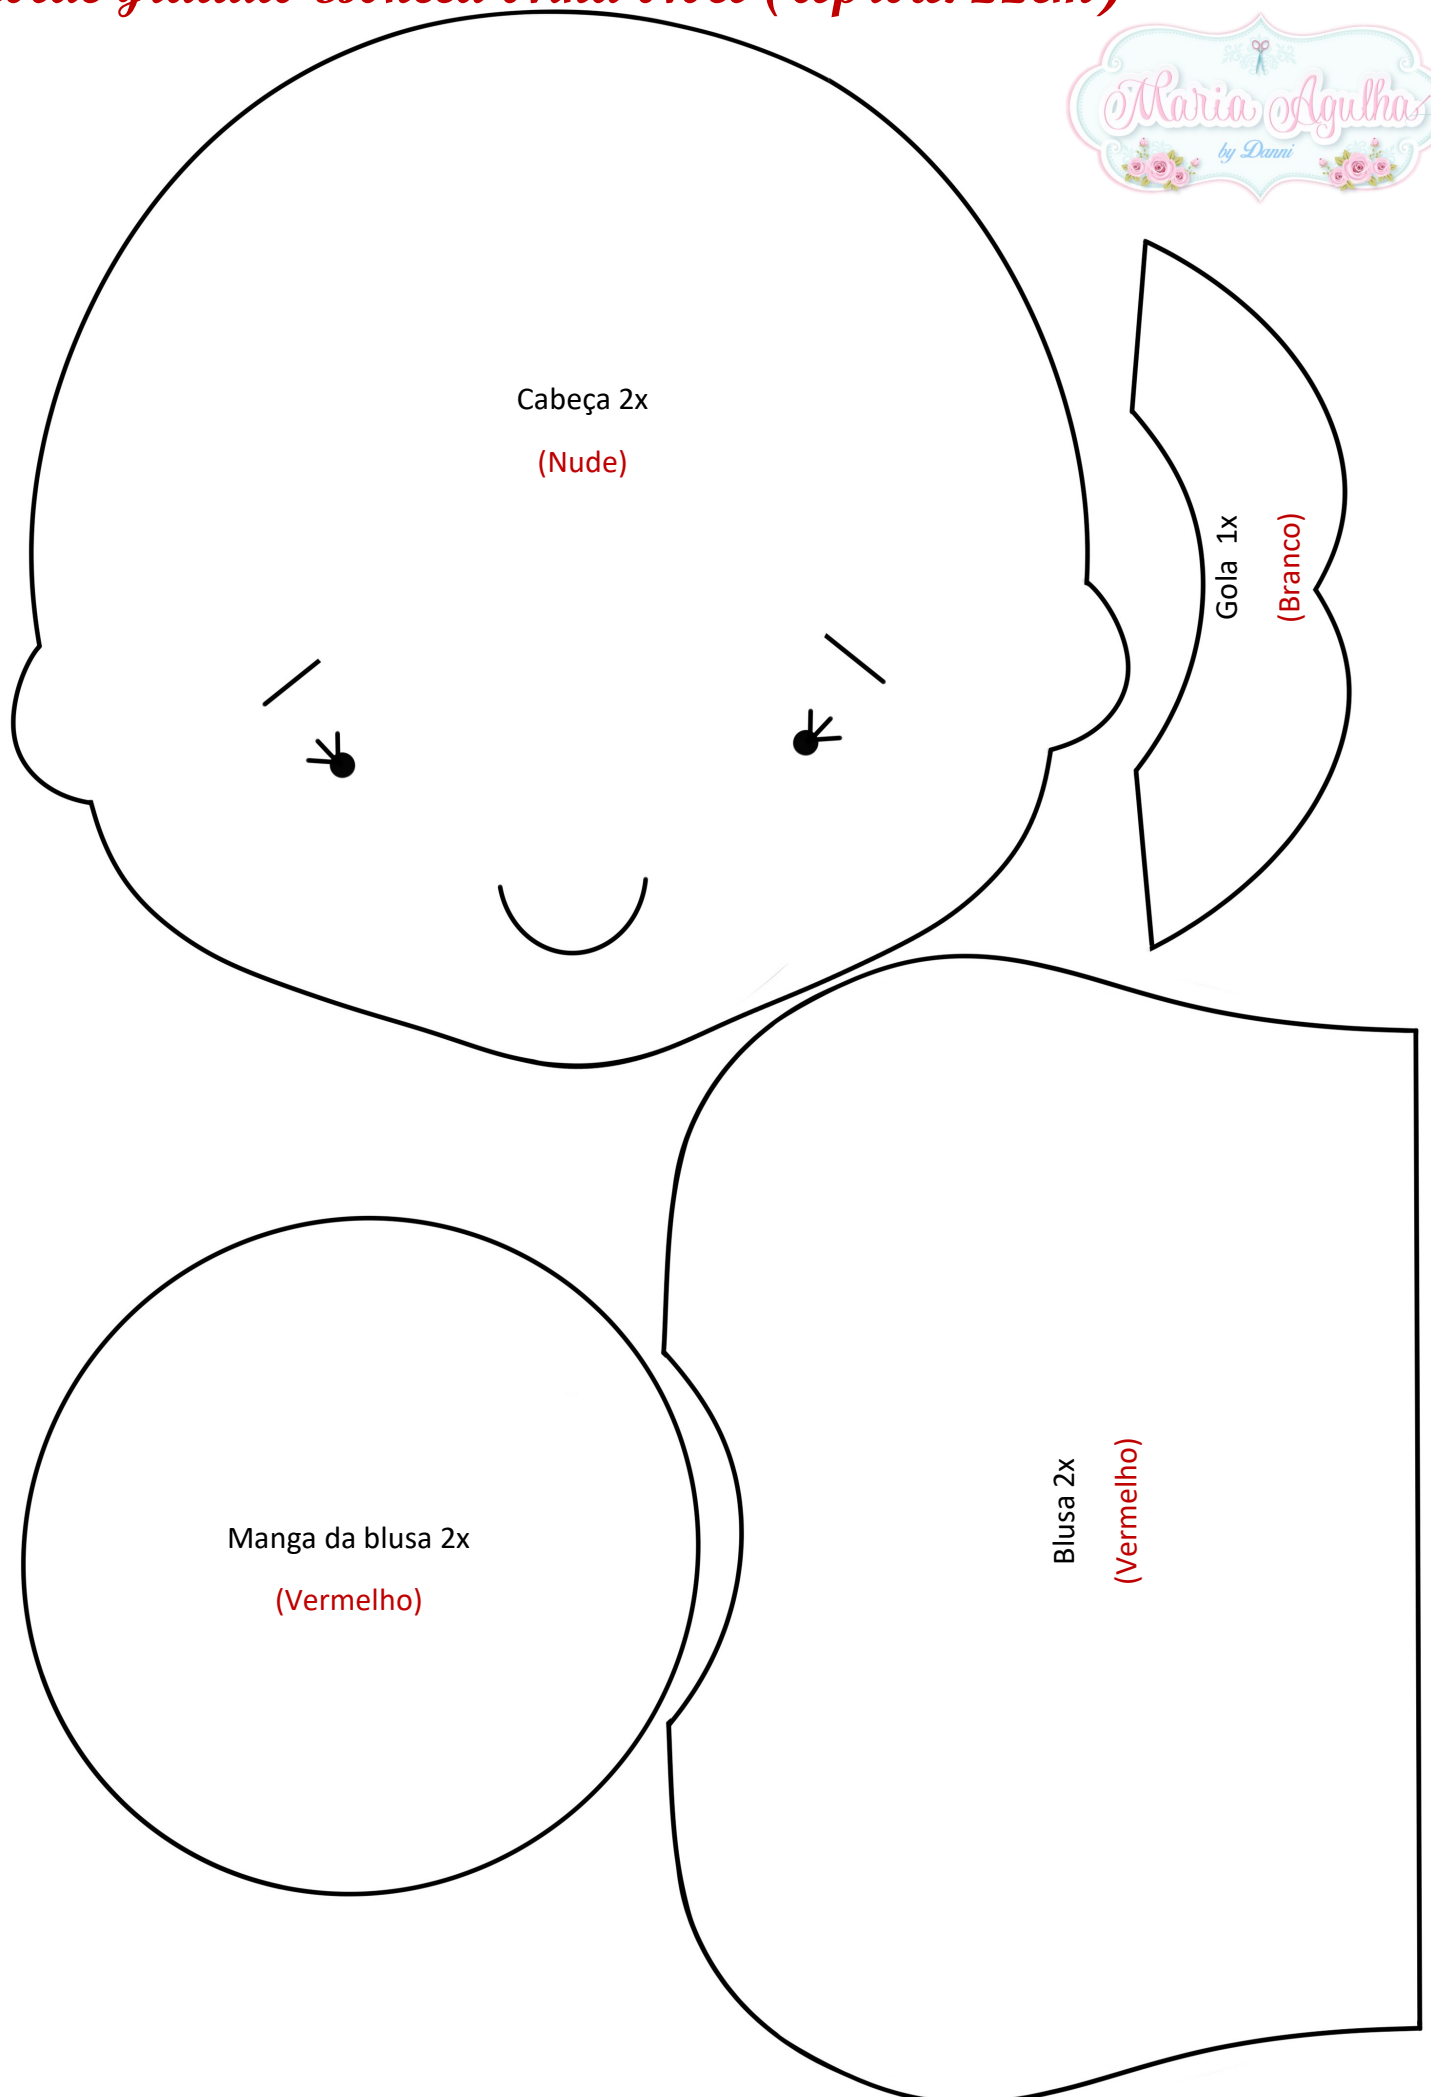 Maria Agulha
by Danni
Cabeça 2x
(Nude)
Gola 1x
(Branco)
Manga da blusa 2x
(Vermelho)
Blusa 2x
(Vermelho)